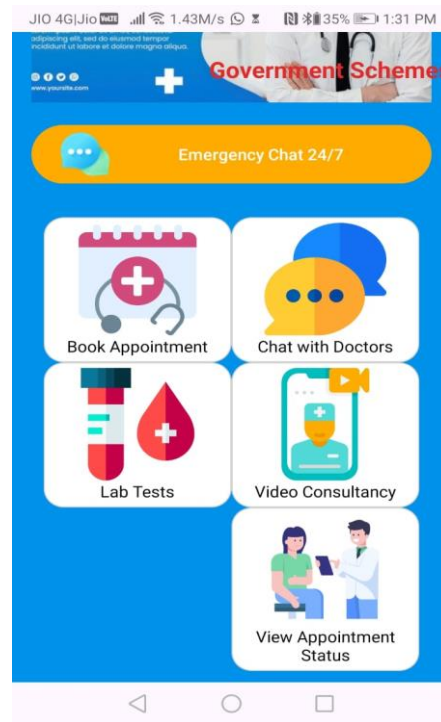 JIO 4G|Jio VoLTE 1.43M/s 35% 1:31 PM
adipiscing elit, sed do eiusmod tempor
incididunt ut labore et dolore magna aliqua.
Government Scheme
www.yoursite.com
Emergency Chat 24/7
Book Appointment
Chat with Doctors
Lab Tests
Video Consultancy
View Appointment
Status